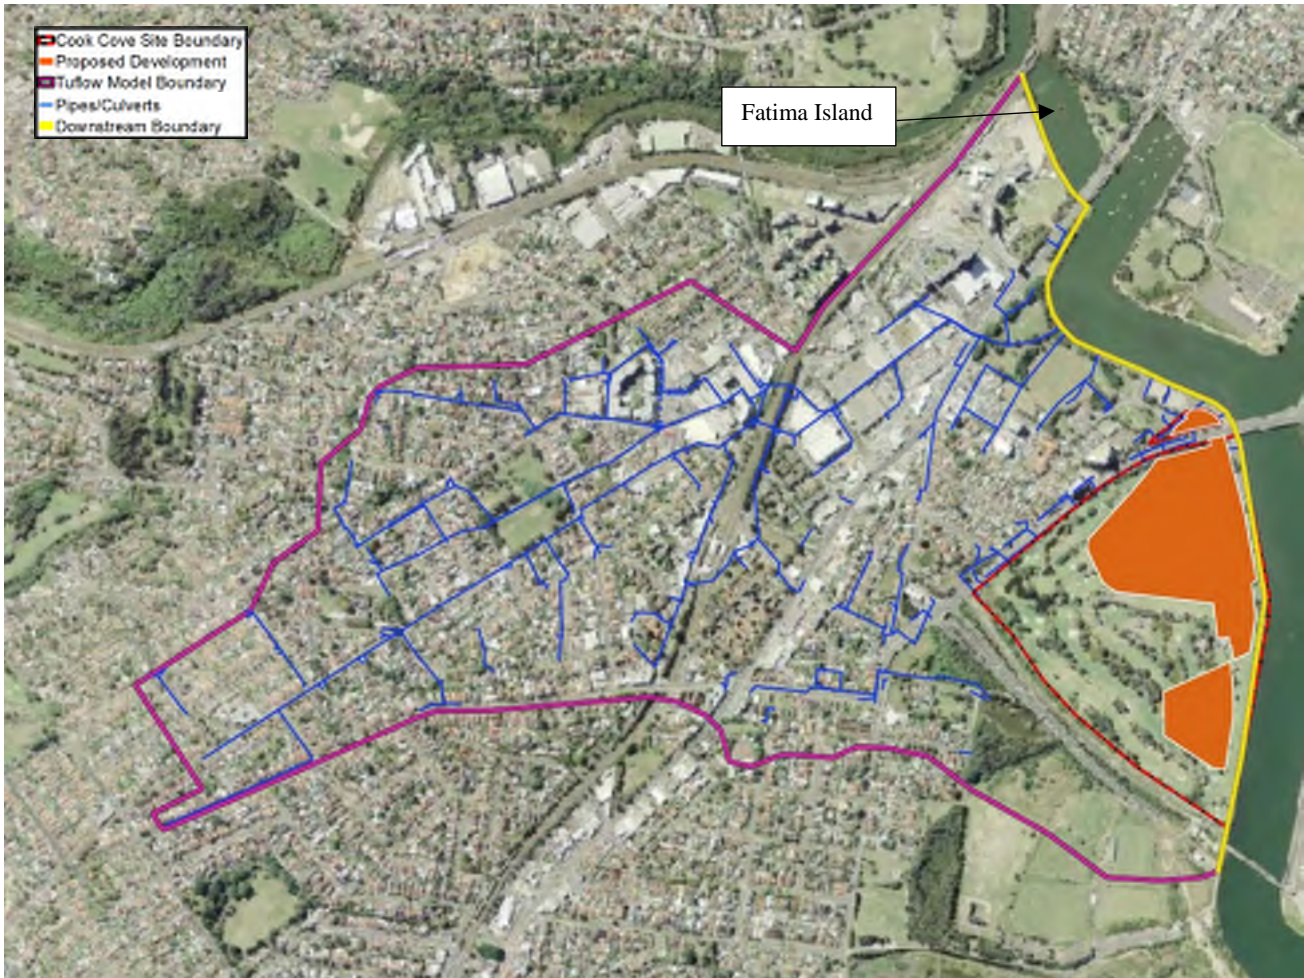 Cook Cove Site Boundary
Proposed Development
Tuflow Model Boundary
Pipes/Culverts
Downstream Boundary
Fatima Island